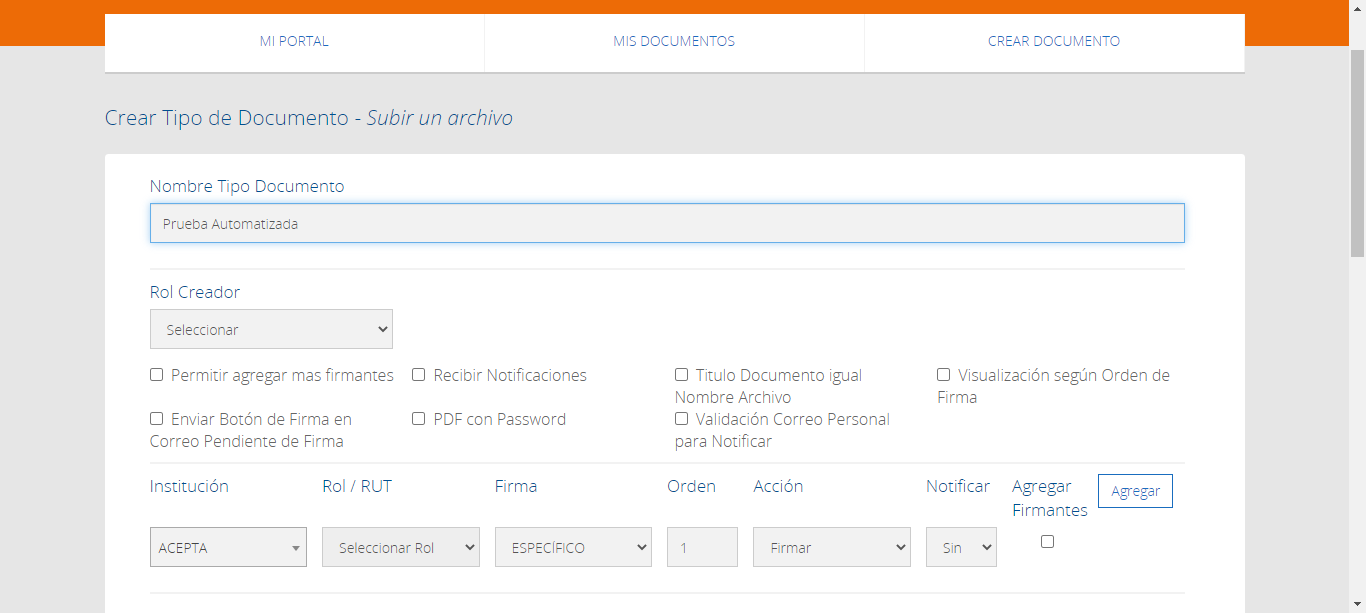 MI PORTAL
MIS DOCUMENTOS
CREAR DOCUMENTO
Crear Tipo de Documento - Subir un archivo
Nombre Tipo Documento
Prueba Automatizada
Rol Creador
Seleccionar
Permitir agregar mas firmantes
Recibir Notificaciones
Titulo Documento igual
Nombre Archivo
Visualización según Orden de
Firma
Enviar Botón de Firma en
Correo Pendiente de Firma
PDF con Password
Validación Correo Personal
para Notificar
Institución
Rol / RUT
Firma
Orden
Acción
Notificar
Agregar
Firmantes
Agregar
ACEPTA
Seleccionar Rol
ESPECÍFICO
1
Firmar
Sin